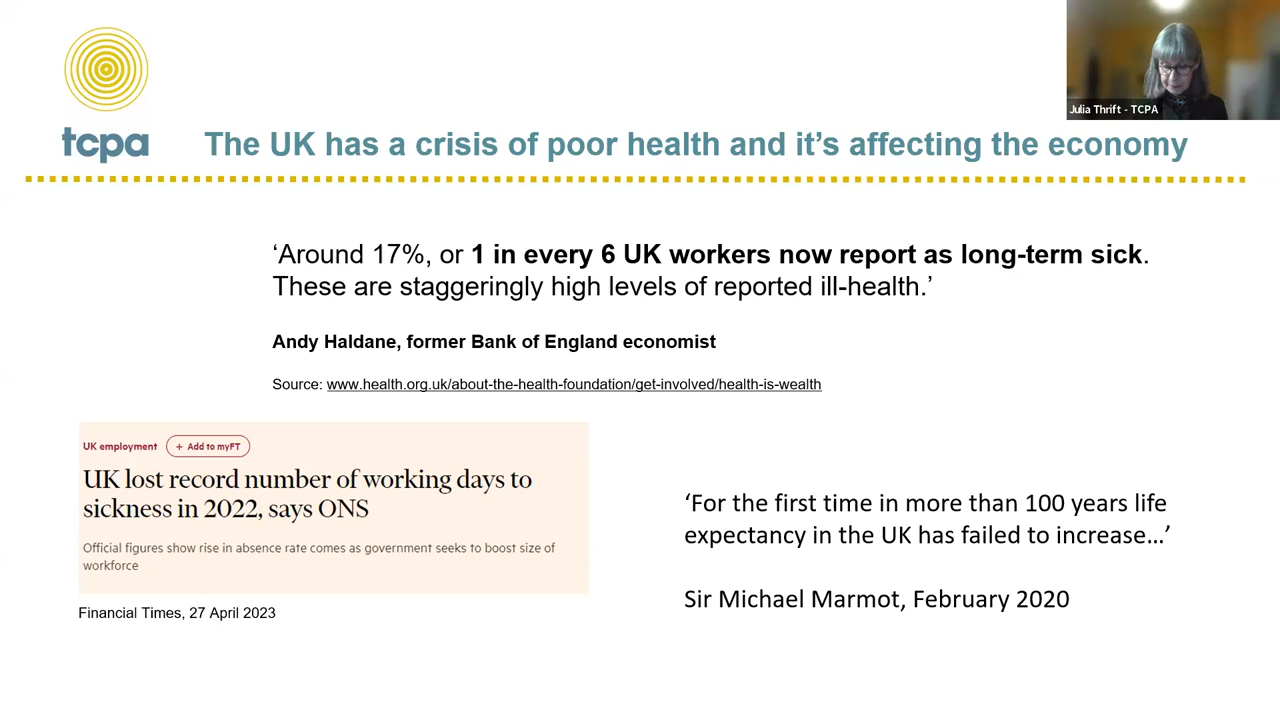 Julia Thrift - TCPA
tcpa
The UK has a crisis of poor health and it’s affecting the economy
‘Around 17%, or 1 in every 6 UK workers now report as long-term sick.
These are staggeringly high levels of reported ill-health.’
Andy Haldane, former Bank of England economist
Source: www.health.org.uk/about-the-health-foundation/get-involved/health-is-wealth
UK employment + Add to myFT
UK lost record number of working days to
sickness in 2022, says ONS
Official figures show rise in absence rate comes as government seeks to boost size of
workforce
Financial Times, 27 April 2023
‘For the first time in more than 100 years life
expectancy in the UK has failed to increase…’
Sir Michael Marmot, February 2020